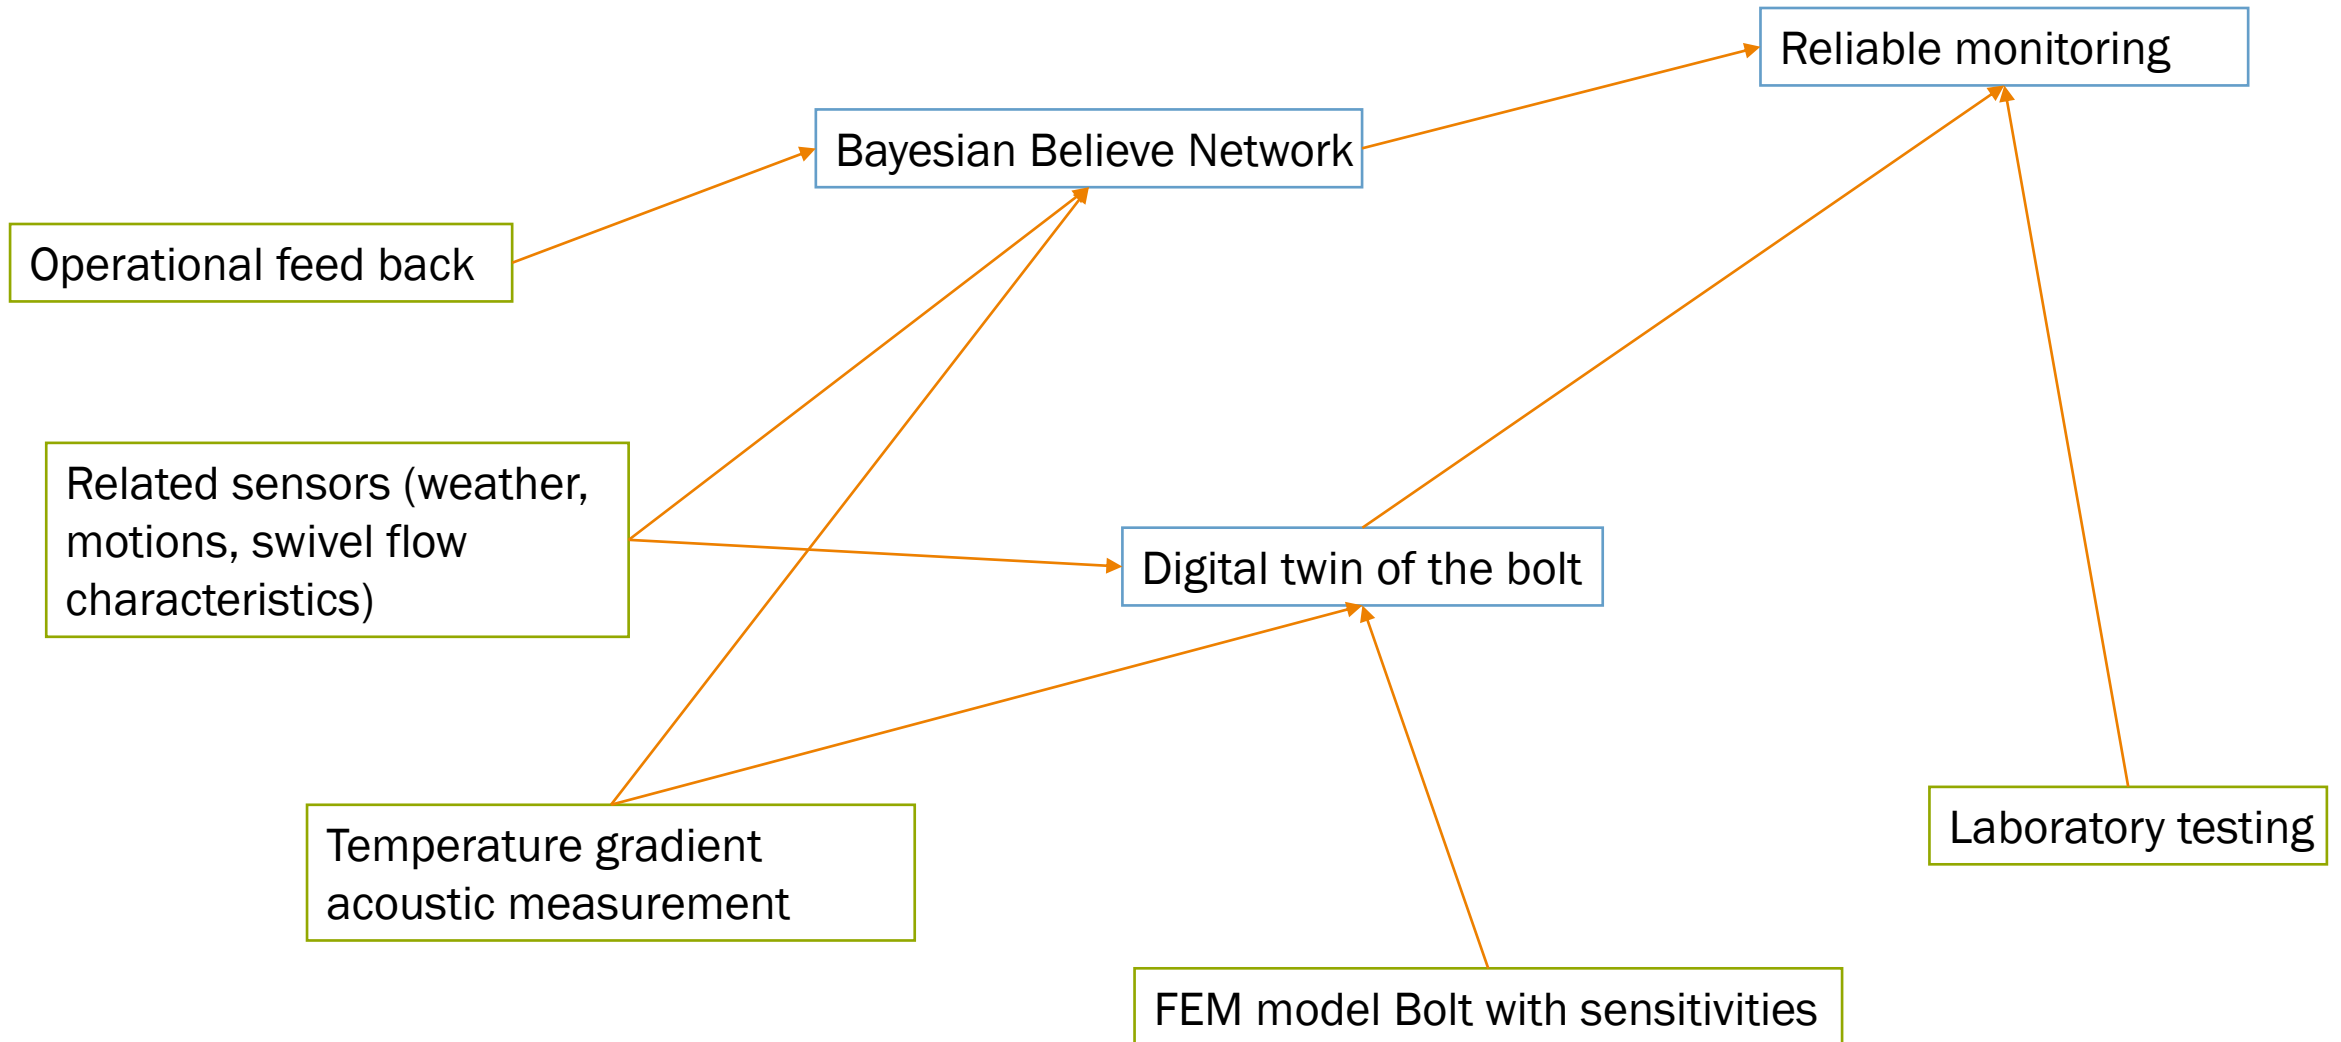 Reliable monitoring
Bayesian Believe Network
Operational feed back
Related sensors (weather,
motions, swivel flow
characteristics)
Digital twin of the bolt
Temperature gradient
acoustic measurement
Laboratory testing
FEM model Bolt with sensitivities